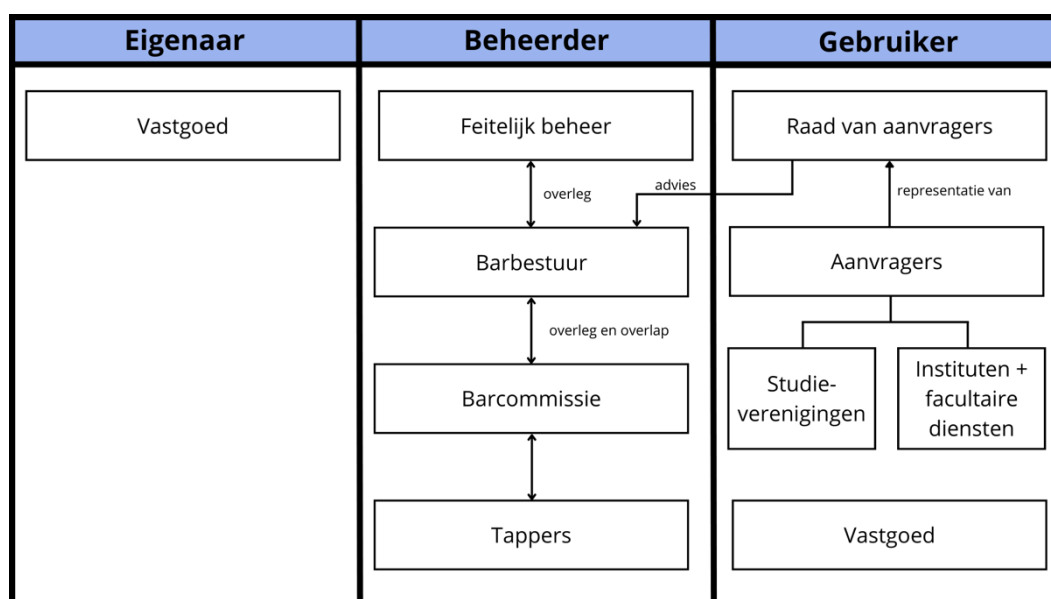 Eigenaar
Beheerder
Gebruiker
Vastgoed
Feitelijk beheer
Raad van aanvragers
overleg
advies
representatie van
Barbestuur
Aanvragers
overleg en overlap
Barcommissie
Studie-
verenigingen
Instituten +
facultaire
diensten
Tappers
Vastgoed